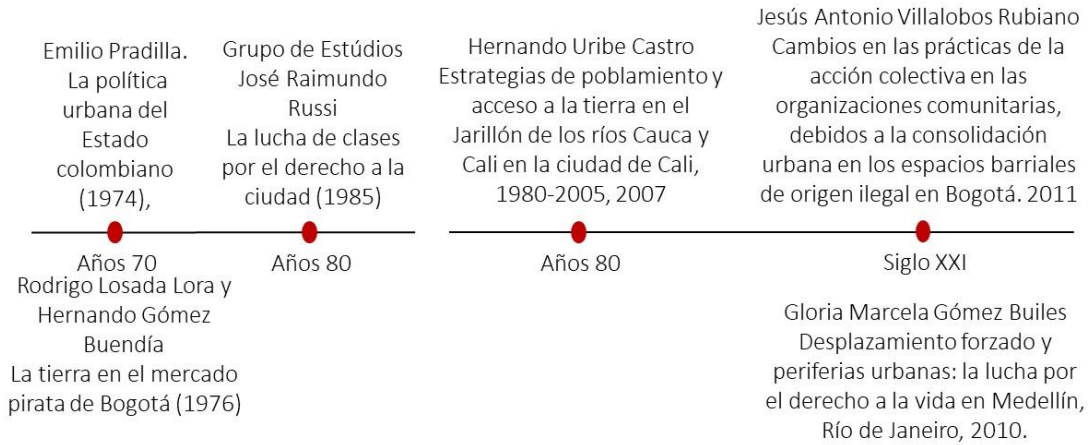 Emilio Pradilla.
La política
urbana del
Estado
colombiano
(1974),
Grupo de Estúdios
José Raimundo
Russi
La lucha de clases
por el derecho a la
ciudad (1985)
Hernando Uribe Castro
Estrategias de poblamiento y
acceso a la tierra en el
Jarillón de los ríos Cauca y
Cali en la ciudad de Cali,
1980-2005, 2007
Jesús Antonio Villalobos Rubiano
Cambios en las prácticas de la
acción colectiva en las
organizaciones comunitarias,
debidos a la consolidación
urbana en los espacios barriales
de origen ilegal en Bogotá. 2011
Años 70
Años 80
Años 80
Siglo XXI
Rodrigo Losada Lora y
Hernando Gómez
Buendía
La tierra en el mercado
pirata de Bogotá (1976)
Gloria Marcela Gómez Builes
Desplazamiento forzado y
periferias urbanas: la lucha por
el derecho a la vida en Medellín,
Río de Janeiro, 2010.